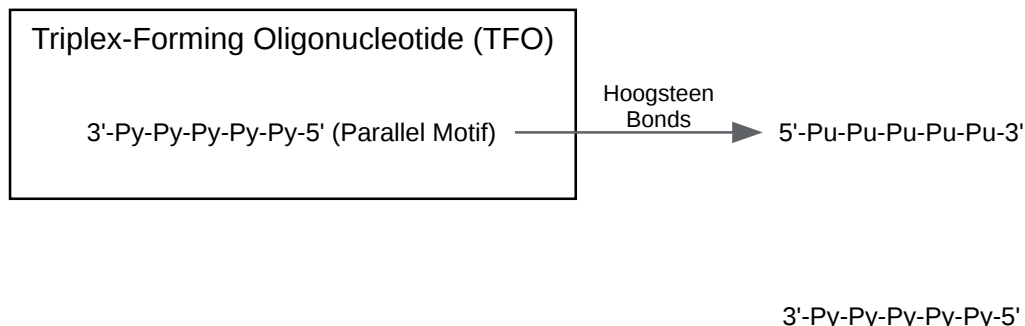 Triplex-Forming Oligonucleotide (TFO)
Hoogsteen
Bonds
3'-Py-Py-Py-Py-Py-5' (Parallel Motif)
5'-Pu-Pu-Pu-Pu-Pu-3'
3'-Py-Py-Py-Py-Py-5'